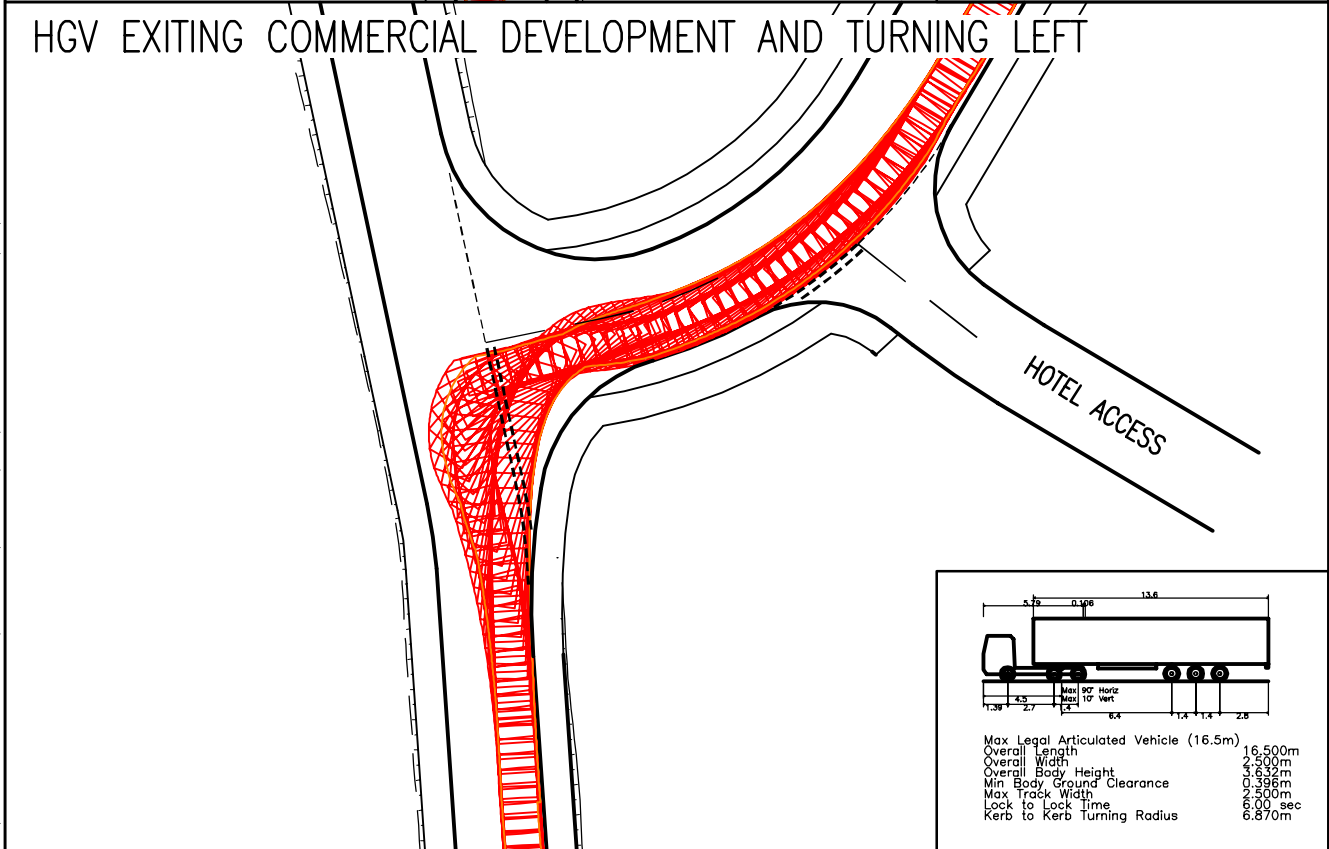 HGV EXITING COMMERCIAL DEVELOPMENT AND TURNING LEFT
HOTEL ACCESS
13.6
5.79 0.106
Max 90° Horiz
Max 10° Vert
4.5
1.39 2.7 1.4 6.4 1.4 1.4 2.8
Max Legal Articulated Vehicle (16.5m)
Overall Length 16.500m
Overall Width 2.500m
Overall Body Height 3.632m
Min Body Ground Clearance 0.396m
Max Track Width 2.500m
Lock to Lock Time 6.00 sec
Kerb to Kerb Turning Radius 6.870m